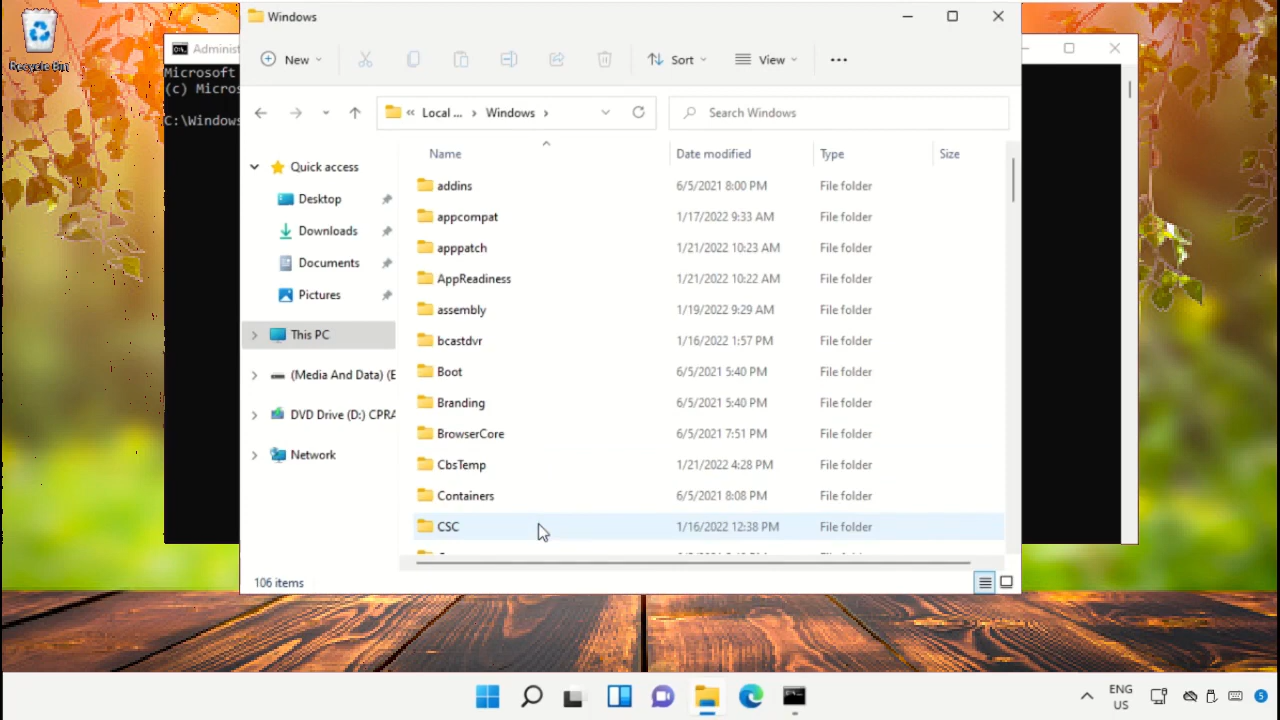 Windows
Recycle Bin
Administ
Microsoft
(c) Micros
C:\Windows
New
Sort
View
«
Local ...
Windows
Search Windows
Name
Date modified
Type
Size
Quick access
Desktop
Downloads
Documents
Pictures
This PC
(Media And Data) (E
DVD Drive (D:) CPRA
Network
addins 6/5/2021 8:00 PM File folder
appcompat 1/17/2022 9:33 AM File folder
apppatch 1/21/2022 10:23 AM File folder
AppReadiness 1/21/2022 10:22 AM File folder
assembly 1/19/2022 9:29 AM File folder
bcastdvr 1/16/2022 1:57 PM File folder
Boot 6/5/2021 5:40 PM File folder
Branding 6/5/2021 5:40 PM File folder
BrowserCore 6/5/2021 7:51 PM File folder
CbsTemp 1/21/2022 4:28 PM File folder
Containers 6/5/2021 8:08 PM File folder
CSC 1/16/2022 12:38 PM File folder
106 items
ENG
US
5